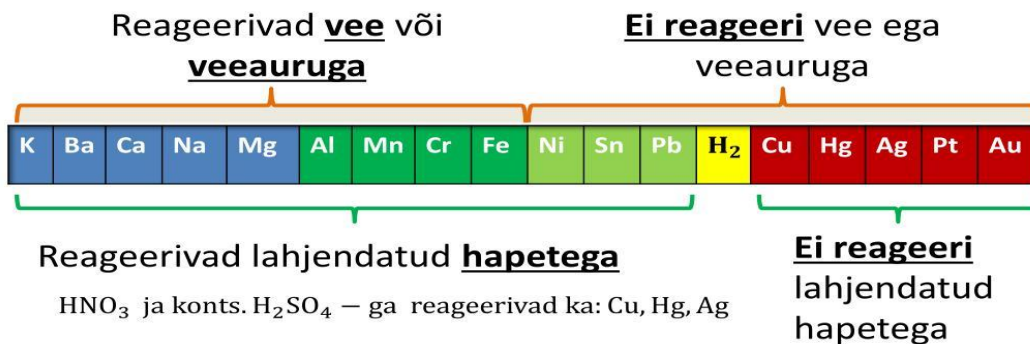 Reageerivad vee või
veeauruga
Ei reageeri vee ega
veeauruga
K Ba Ca Na Mg Al Mn Cr Fe Ni Sn Pb H₂ Cu Hg Ag Pt Au
Reageerivad lahjendatud hapetega
HNO₃ ja konts. H₂SO₄ − ga reageerivad ka: Cu, Hg, Ag
Ei reageeri
lahjendatud
hapetega